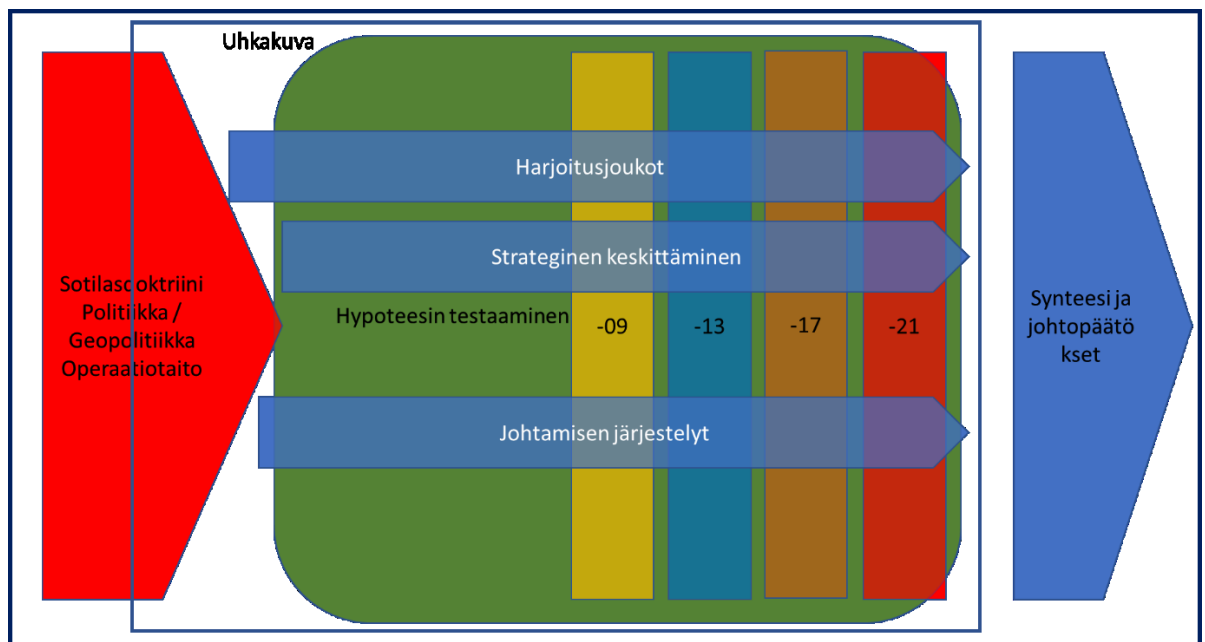 Uhkakuva
Harjoitusjoukot
Strateginen keskittäminen
Sotilasdoktriini
Politiikka /
Geopolitiikka
Operaatiotaito
Hypoteesin testaaminen
-09
-13
-17
-21
Johtamisen järjestelyt
Synteesi ja
johtopäätö
kset